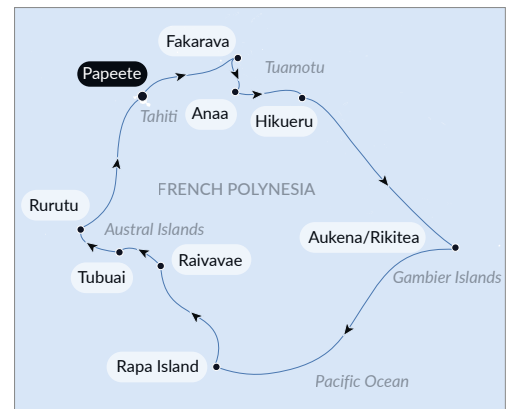 Fakarava
Tuamotu
Papeete
Tahiti
Anaa
Hikueru
FRENCH POLYNESIA
Rurutu
Austral Islands
Aukena/Rikitea
Tubuai
Raivavae
Gambier Islands
Rapa Island
Pacific Ocean